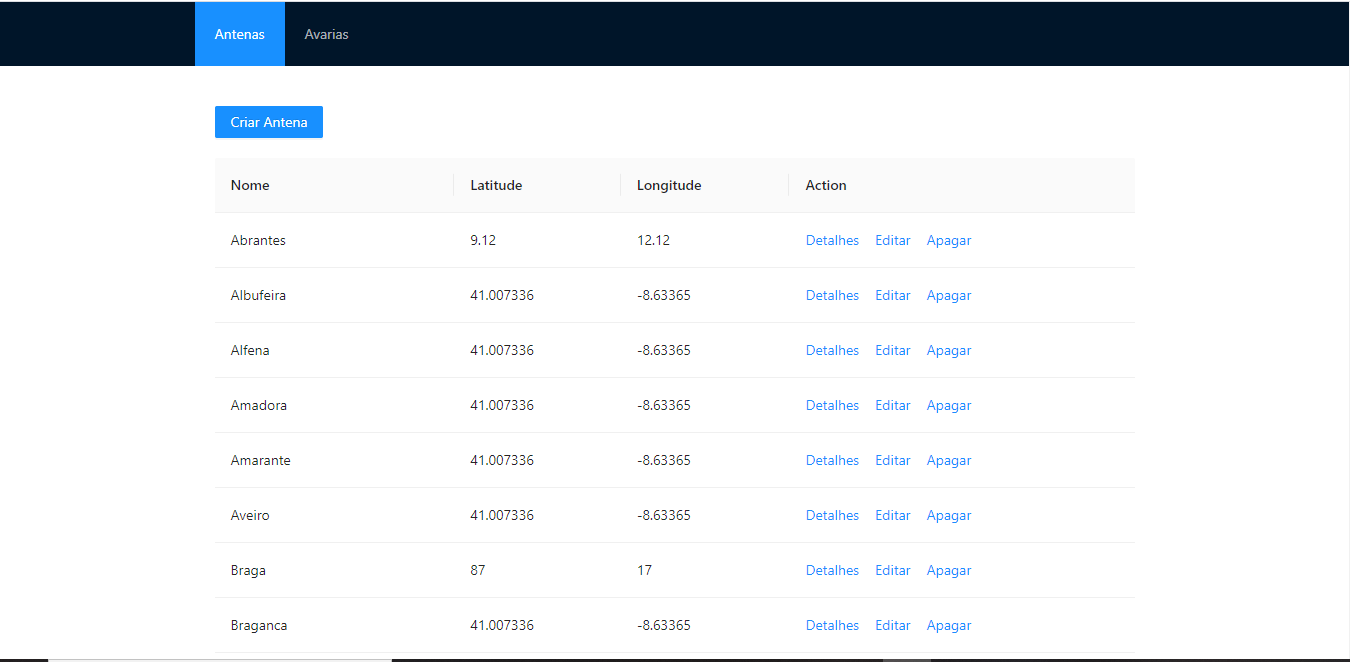 Antenas Avarias
Criar Antena
Nome Latitude Longitude Action
Abrantes 9.12 12.12 Detalhes Editar Apagar
Albufeira 41.007336 -8.63365 Detalhes Editar Apagar
Alfena 41.007336 -8.63365 Detalhes Editar Apagar
Amadora 41.007336 -8.63365 Detalhes Editar Apagar
Amarante 41.007336 -8.63365 Detalhes Editar Apagar
Aveiro 41.007336 -8.63365 Detalhes Editar Apagar
Braga 87 17 Detalhes Editar Apagar
Braganca 41.007336 -8.63365 Detalhes Editar Apagar